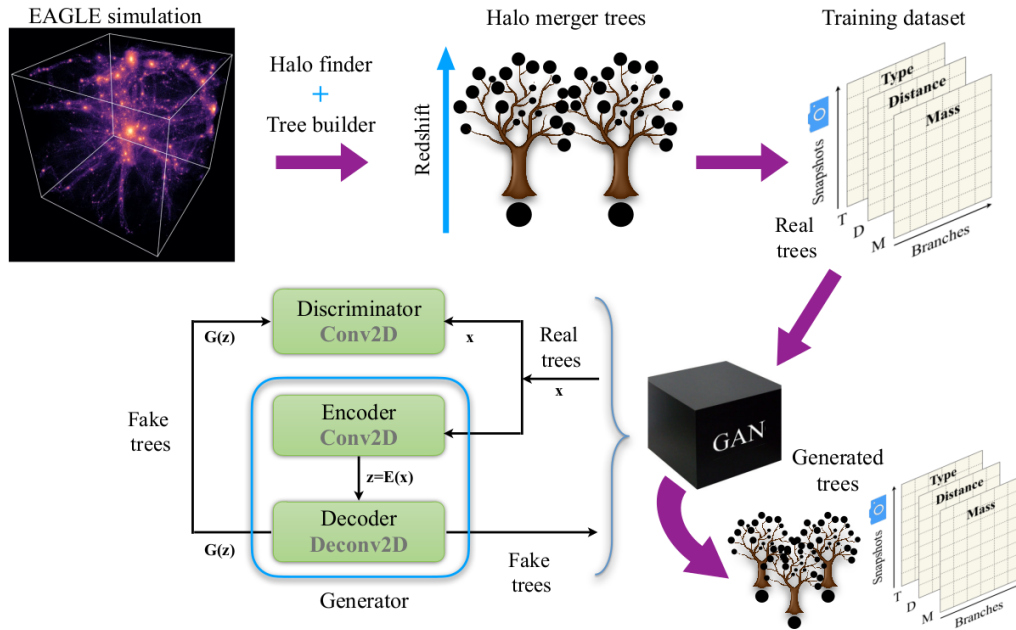 EAGLE simulation
Halo finder
+
Tree builder
Halo merger trees
Redshift
Training dataset
Type
Distance
Mass
Snapshots
T
D
M
Branches
Real
trees
Discriminator
Conv2D
G(z)
x
Real
trees
x
Encoder
Conv2D
Fake
trees
z=E(x)
Decoder
Deconv2D
G(z)
Fake
trees
Generator
GAN
Generated
trees
Type
Distance
Mass
Snapshots
T
D
M
Branches